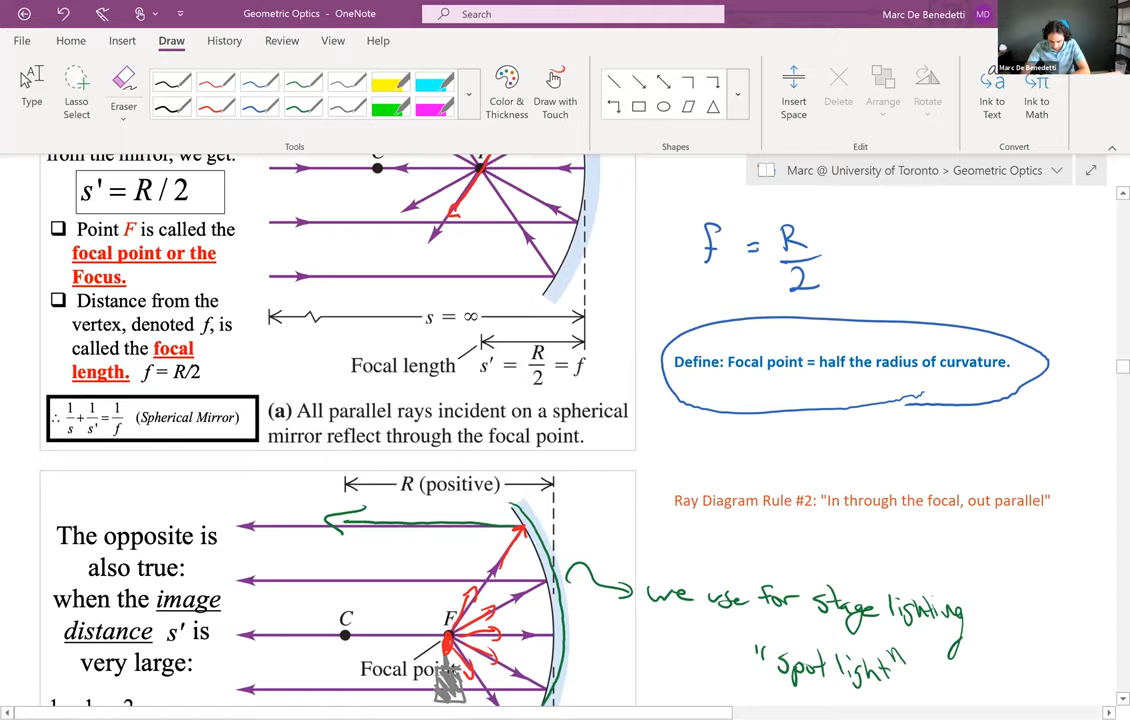 Geometric Optics - OneNote
Search
Marc De Benedetti
MD
File Home Insert Draw History Review View Help
Type
Lasso Select
Eraser
Color & Thickness
Draw with Touch
Insert Space
Delete
Arrange
Rotate
Ink to Text
Ink to Math
Tools
Shapes
Edit
Convert
Marc De Benedetti
Marc @ University of Toronto > Geometric Optics
from the mirror, we get:
s' = R / 2
❑ Point F is called the
focal point or the
Focus.
❑ Distance from the
vertex, denoted f, is
called the focal
length. f = R/2
∴ 1/s + 1/s' = 1/f (Spherical Mirror)
s = ∞
Focal length s' = R/2 = f
(a) All parallel rays incident on a spherical
mirror reflect through the focal point.
f = R/2
Define: Focal point = half the radius of curvature.
Ray Diagram Rule #2: "In through the focal, out parallel"
R (positive)
The opposite is
also true:
when the image
distance s' is
very large:
C
F
Focal poi
we use for stage lighting
"spotlight"